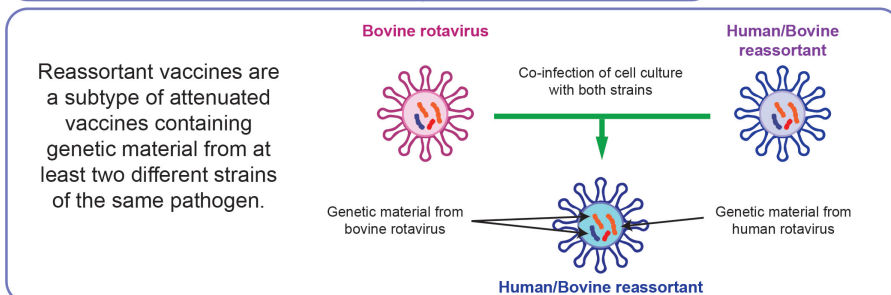 Reassortant vaccines are
a subtype of attenuated
vaccines containing
genetic material from at
least two different strains
of the same pathogen.
Bovine rotavirus
Human/Bovine
reassortant
Co-infection of cell culture
with both strains
Genetic material from
bovine rotavirus
Genetic material from
human rotavirus
Human/Bovine reassortant